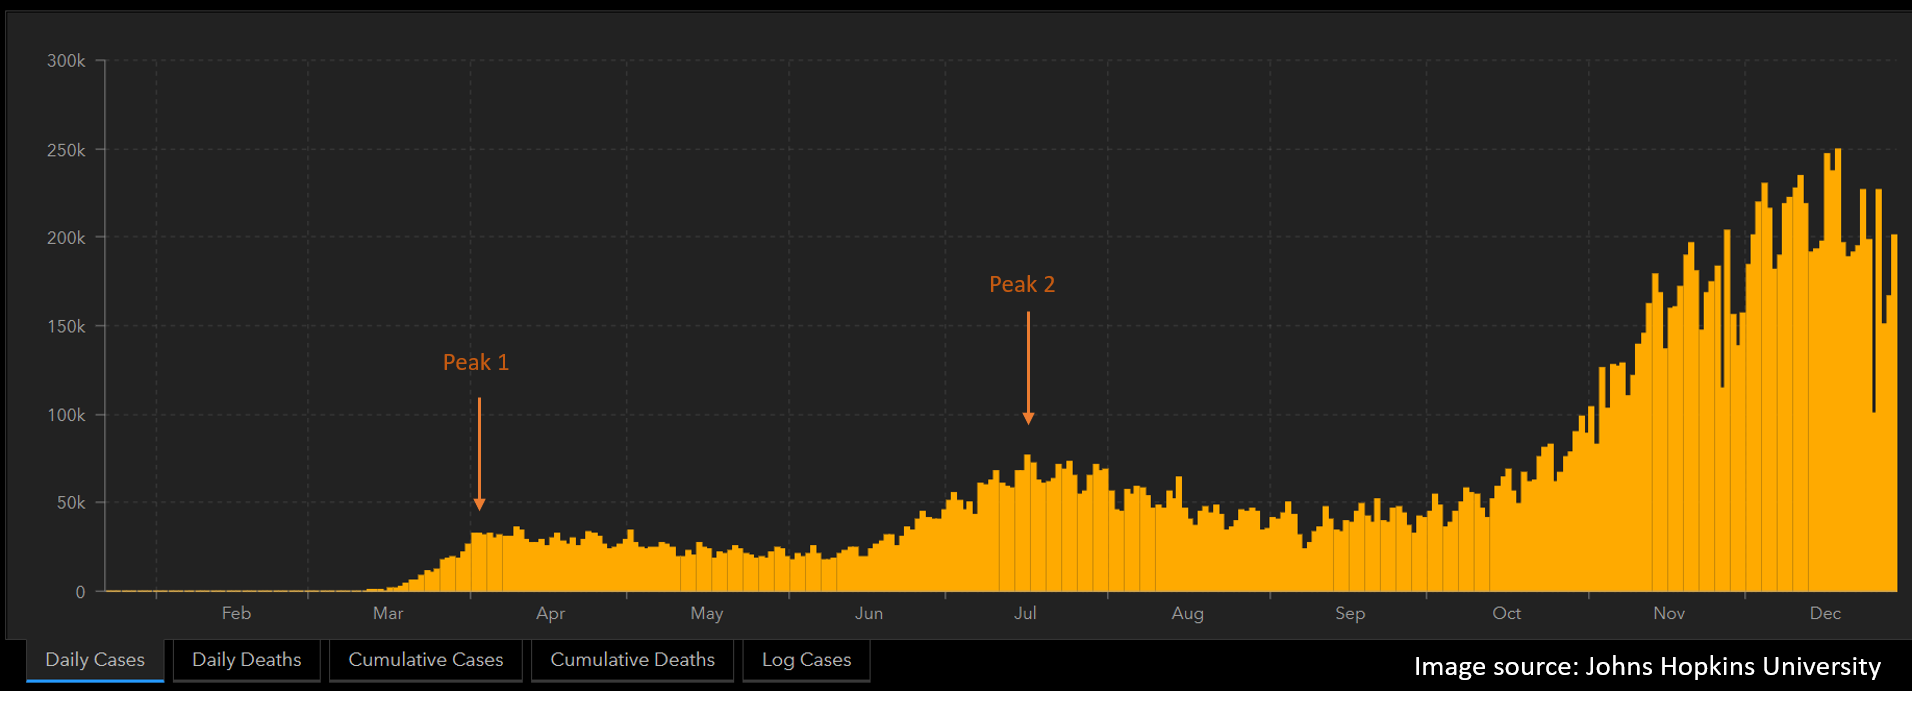 300k
250k
200k
150k
100k
50k
0
Peak 1
Peak 2
Feb Mar Apr May Jun Jul Aug Sep Oct Nov Dec
Daily Cases Daily Deaths Cumulative Cases Cumulative Deaths Log Cases
Image source: Johns Hopkins University